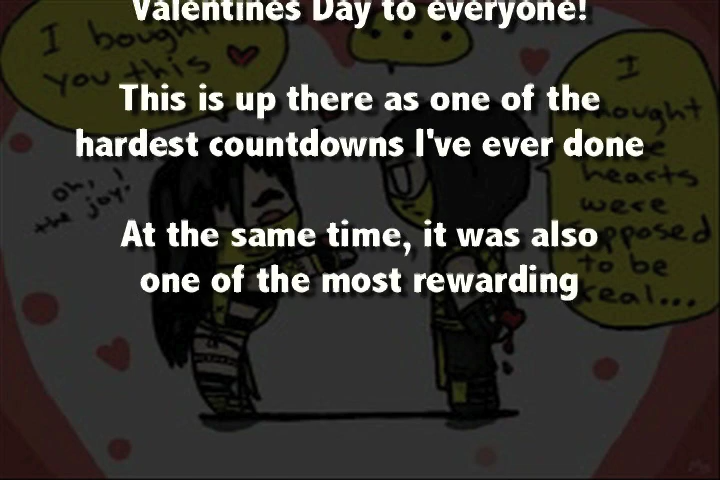 Valentines Day to everyone!
This is up there as one of the
hardest countdowns I've ever done
At the same time, it was also
one of the most rewarding
I bought
you this
oh,
the joy!
I
thought
hearts
were
supposed
to be
real...